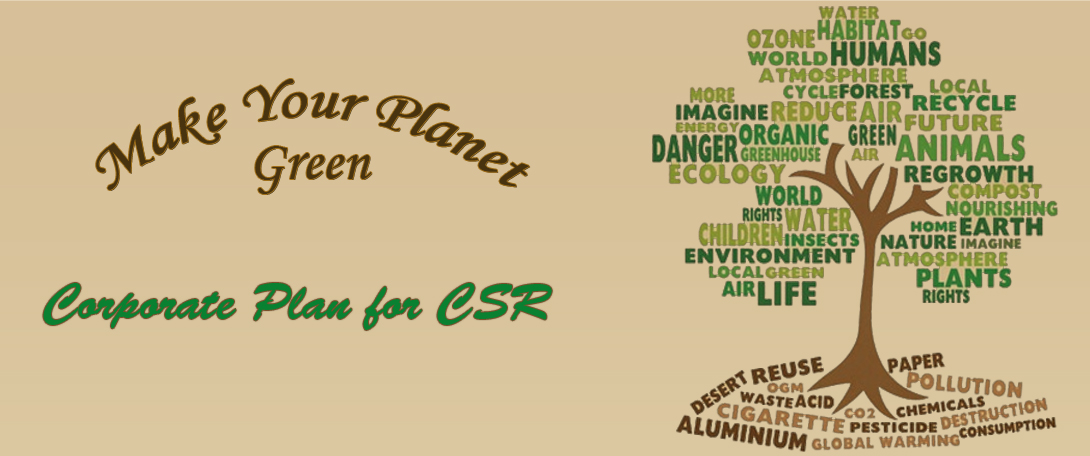 Make Your Planet
Green
Corporate Plan for CSR
WATER
OZONE HABITAT GO
WORLD HUMANS
ATMOSPHERE
MORE CYCLE FOREST LOCAL
IMAGINE REDUCE AIR RECYCLE
ENERGY ORGANIC GREEN FUTURE
DANGER GREENHOUSE AIR ANIMALS
ECOLOGY REGROWTH
WORLD COMPOST
RIGHTS WATER NOURISHING
CHILDREN INSECTS HOME EARTH
ENVIRONMENT NATURE IMAGINE
LOCAL GREEN ATMOSPHERE
AIR LIFE PLANTS
RIGHTS
DESERT REUSE PAPER
OGM POLLUTION
WASTE ACID CHEMICALS
CIGARETTE CO2 DESTRUCTION
ALUMINIUM PESTICIDE CONSUMPTION
GLOBAL WARMING